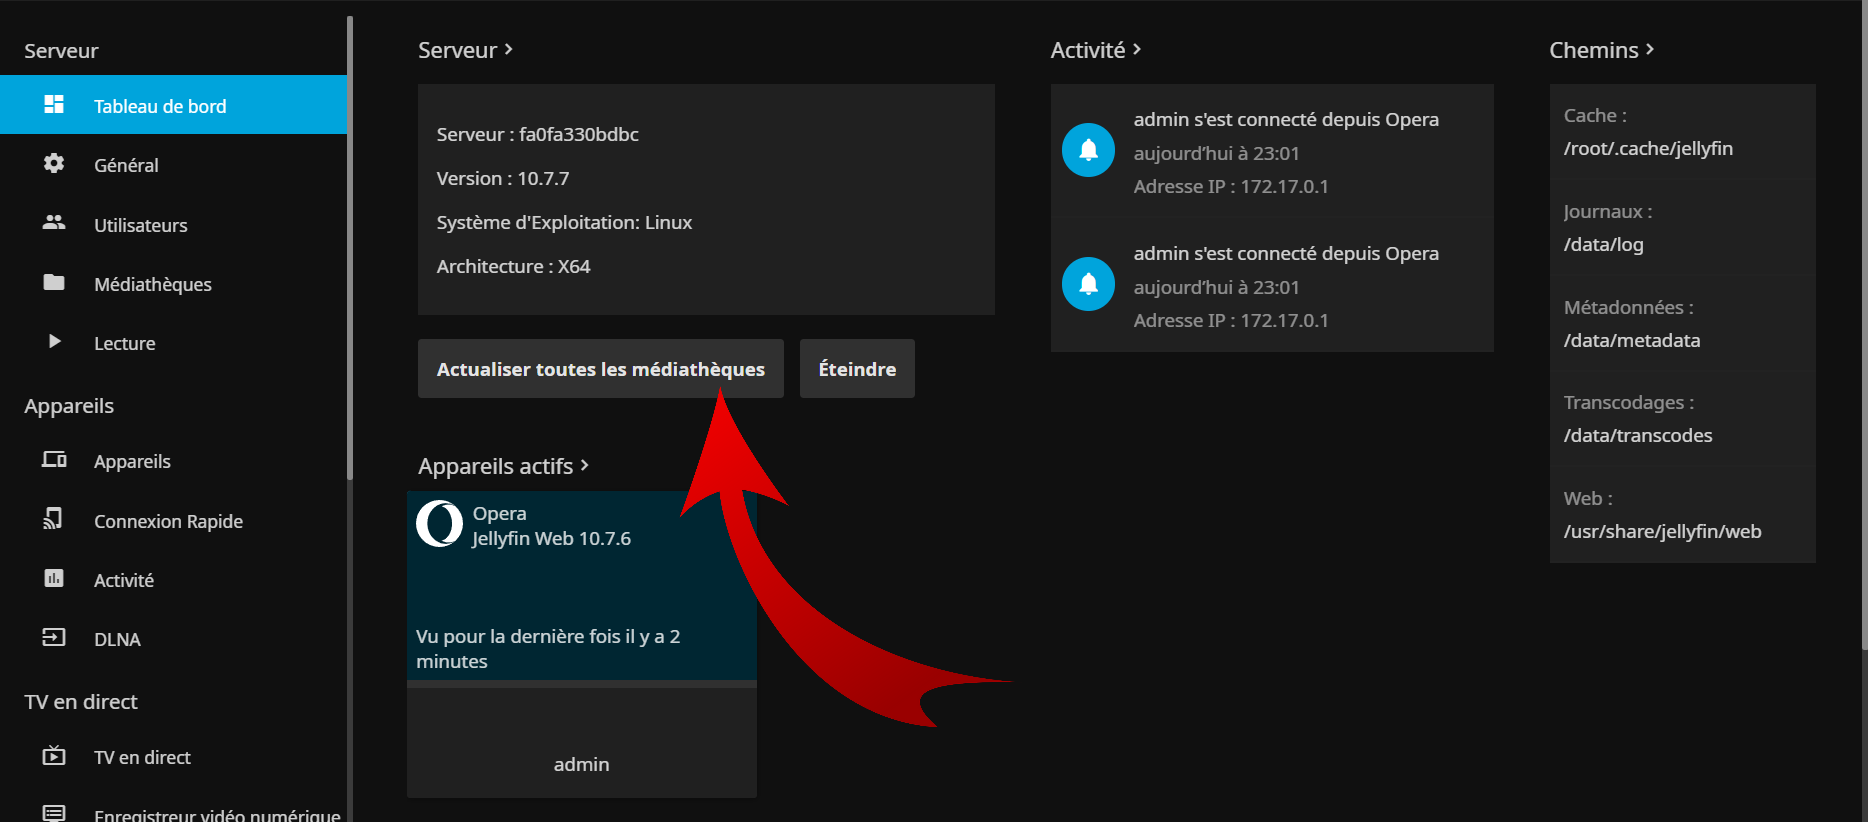 Serveur
Tableau de bord
Général
Utilisateurs
Médiathèques
Lecture
Appareils
Appareils
Connexion Rapide
Activité
DLNA
TV en direct
TV en direct
Enregistreur vidéo numérique
Serveur
Serveur : fa0fa330bdbc
Version : 10.7.7
Système d'Exploitation: Linux
Architecture : X64
Actualiser toutes les médiathèques
Éteindre
Appareils actifs
Opera
Jellyfin Web 10.7.6
Vu pour la dernière fois il y a 2
minutes
admin
Activité
admin s'est connecté depuis Opera
aujourd’hui à 23:01
Adresse IP : 172.17.0.1
admin s'est connecté depuis Opera
aujourd’hui à 23:01
Adresse IP : 172.17.0.1
Chemins
Cache :
/root/.cache/jellyfin
Journaux :
/data/log
Métadonnées :
/data/metadata
Transcodages :
/data/transcodes
Web :
/usr/share/jellyfin/web